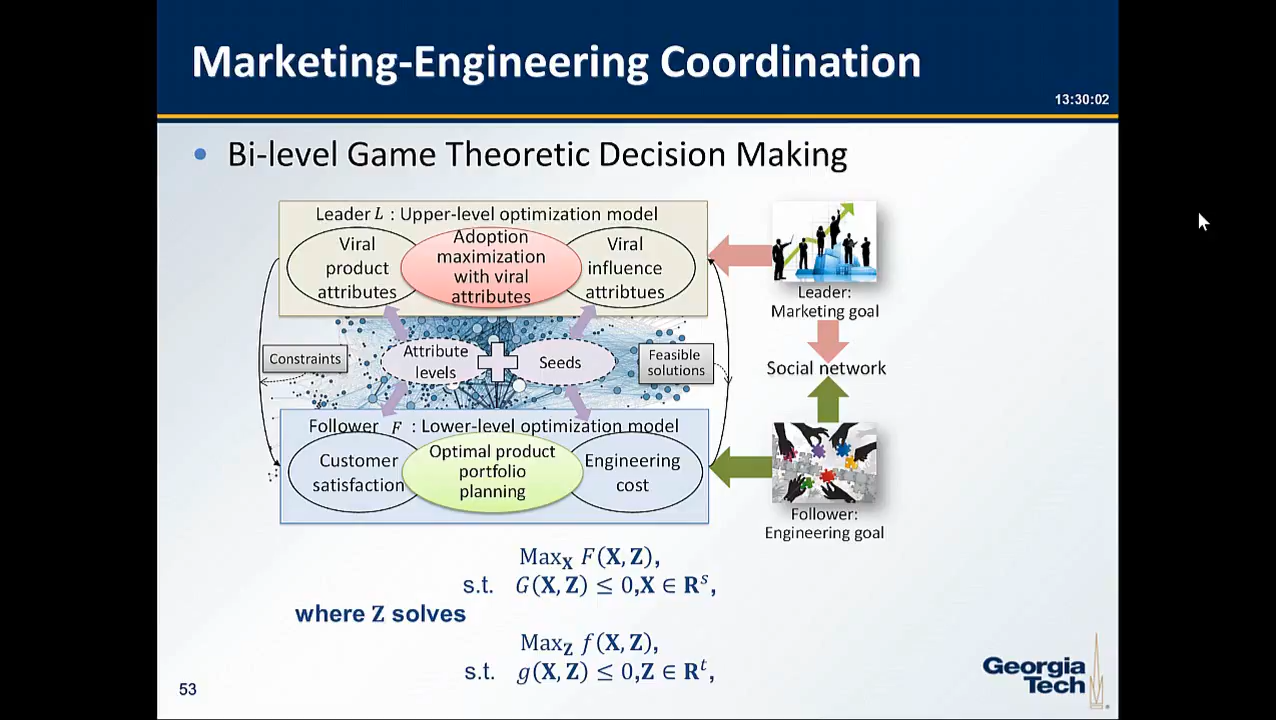 Marketing-Engineering Coordination
13:30:02
• Bi-level Game Theoretic Decision Making
Leader L : Upper-level optimization model
Viral
product
attributes
Adoption
maximization
with viral
attributes
Viral
influence
attribtues
Leader:
Marketing goal
Constraints
Attribute
levels
Seeds
Feasible
solutions
Social network
Follower F : Lower-level optimization model
Customer
satisfaction
Optimal product
portfolio
planning
Engineering
cost
Follower:
Engineering goal
Max_X F(X, Z),
s.t. G(X, Z) ≤ 0,X ∈ R^s,
where Z solves
Max_Z f(X, Z),
s.t. g(X, Z) ≤ 0,Z ∈ R^t,
53
Georgia
Tech